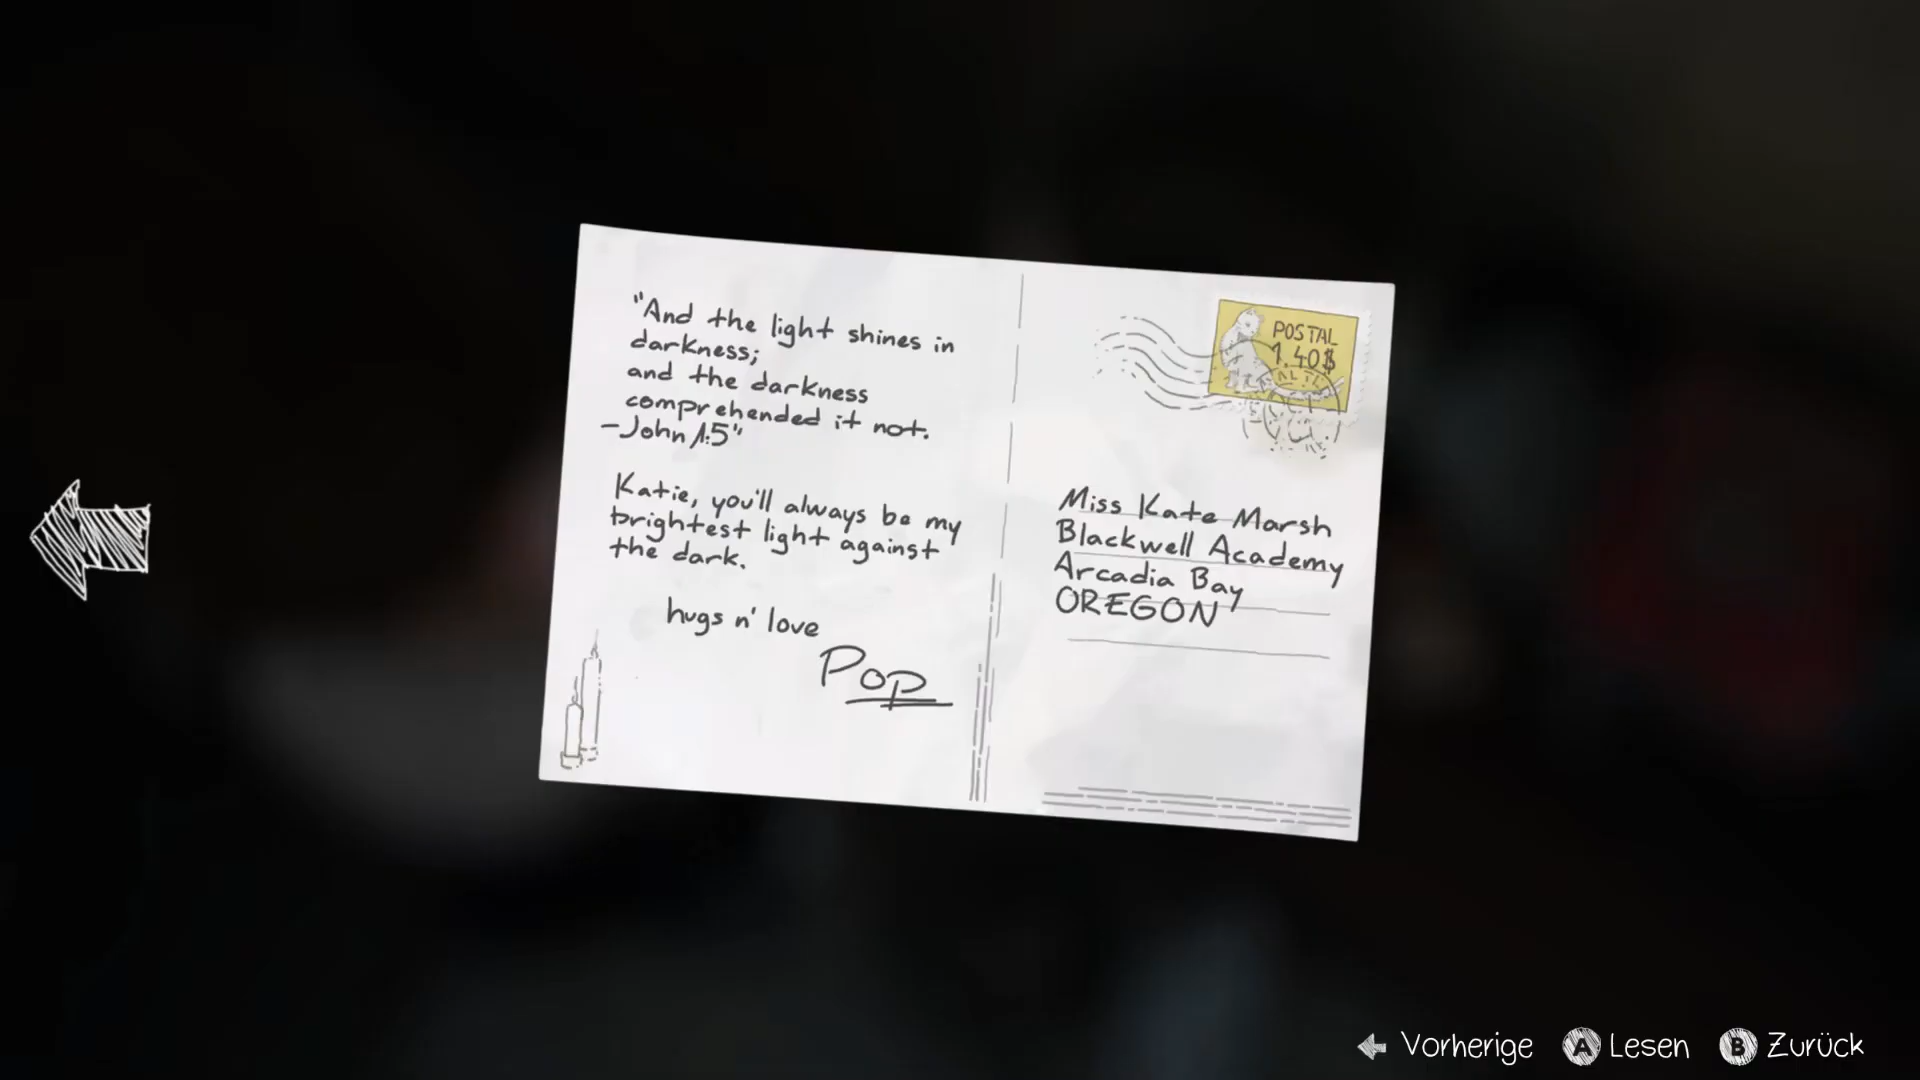 "And the light shines in
darkness;
and the darkness
comprehended it not.
-John 1:5"
Katie, you'll always be my
brightest light against
the dark.
hugs n' love
Pop
POSTAL
1.40$
Miss Kate Marsh
Blackwell Academy
Arcadia Bay
OREGON
Vorherige
A Lesen
B Zurück